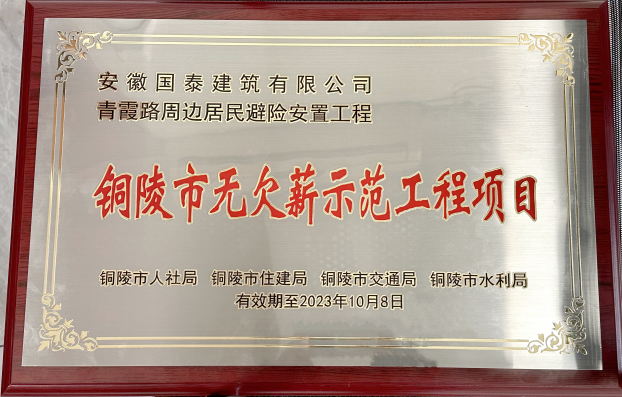 安徽国泰建筑有限公司
青霞路周边居民避险安置工程
铜陵市无欠薪示范工程项目
铜陵市人社局 铜陵市住建局 铜陵市交通局 铜陵市水利局
有效期至2023年10月8日